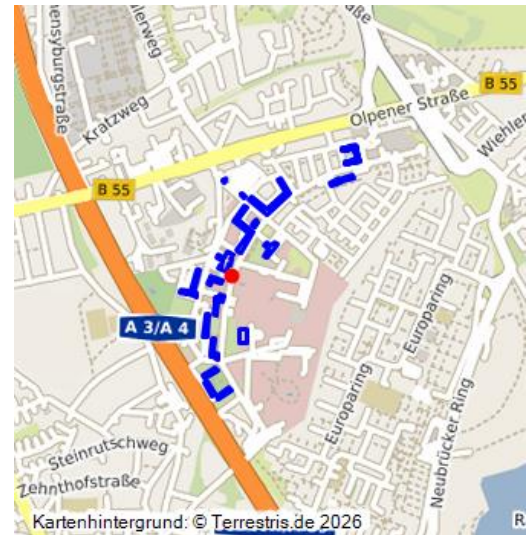 B 55
Olpener Straße
Kratzweg
Wiehler
B 55
A 3/A 4
Europaring
Europaring
Neubrücker Ring
Steinrutschweg
Zehnthofstraße
Kartenhintergrund: © Terrestris.de 2026
R